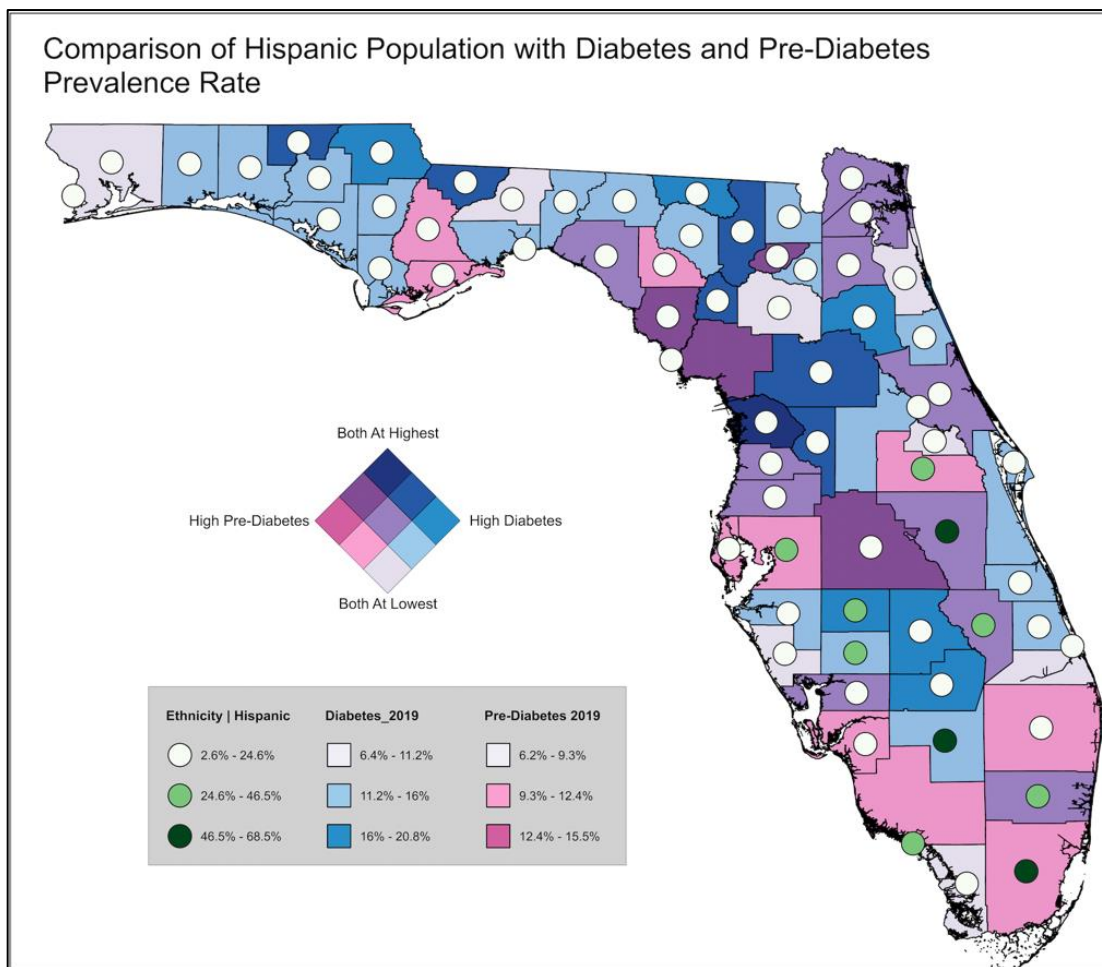 Comparison of Hispanic Population with Diabetes and Pre-Diabetes
Prevalence Rate
Both At Highest
High Pre-Diabetes
High Diabetes
Both At Lowest
Ethnicity | Hispanic
2.6% - 24.6%
24.6% - 46.5%
46.5% - 68.5%
Diabetes_2019
6.4% - 11.2%
11.2% - 16%
16% - 20.8%
Pre-Diabetes 2019
6.2% - 9.3%
9.3% - 12.4%
12.4% - 15.5%